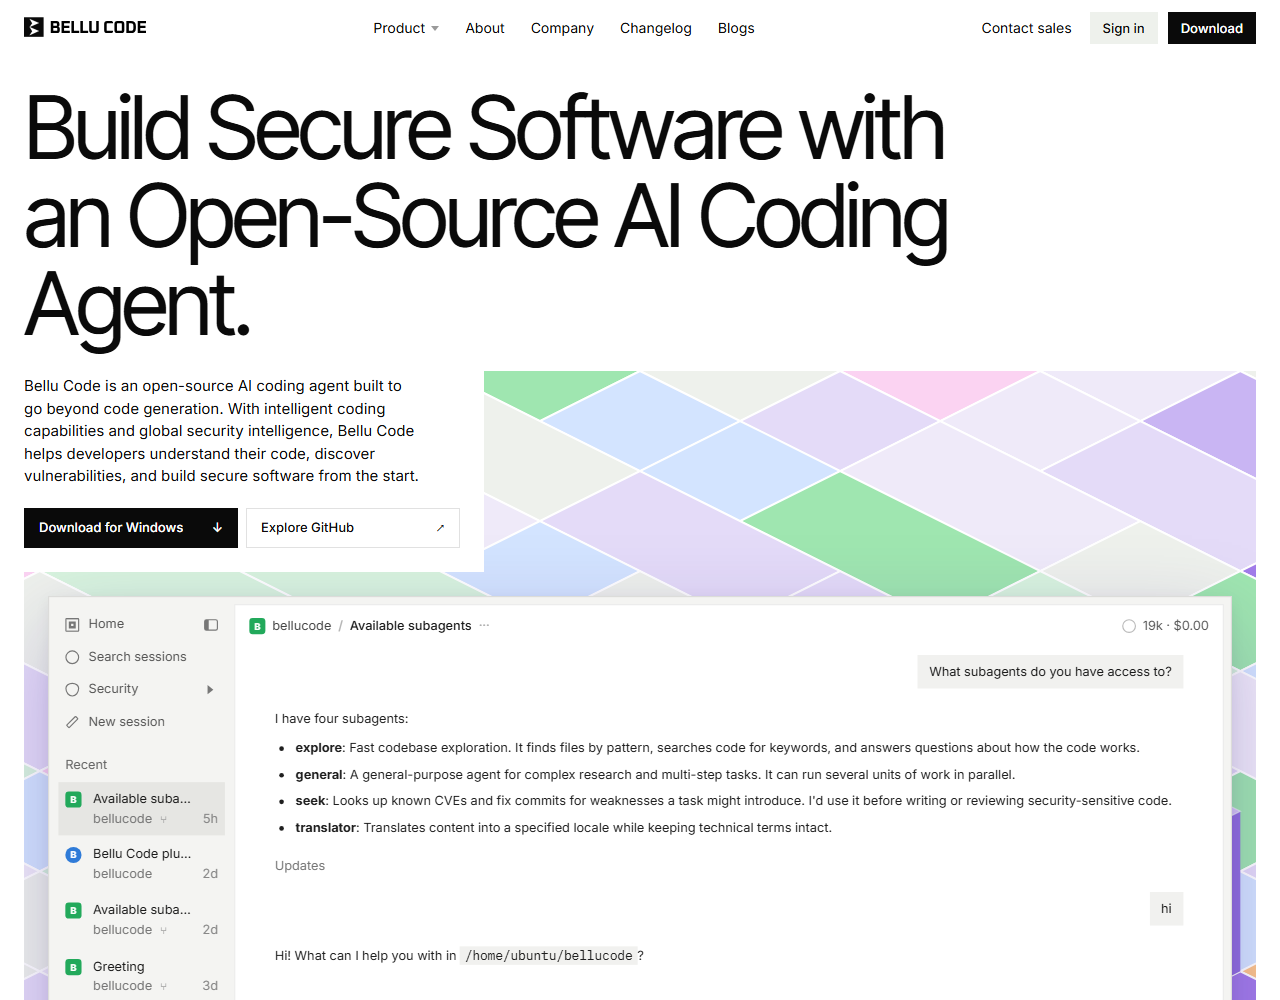 BELLU CODE
Product
About
Company
Changelog
Blogs
Contact sales
Sign in
Download
Build Secure Software with
an Open-Source AI Coding
Agent.
Bellu Code is an open-source AI coding agent built to
go beyond code generation. With intelligent coding
capabilities and global security intelligence, Bellu Code
helps developers understand their code, discover
vulnerabilities, and build secure software from the start.
Download for Windows ↓
Explore GitHub ↗
Home
Search sessions
Security
New session
Recent
B Available suba...
bellucode 5h
B Bellu Code plu...
bellucode 2d
B Available suba...
bellucode 2d
B Greeting
bellucode 3d
B bellucode / Available subagents ...
19k · $0.00
What subagents do you have access to?
I have four subagents:
• explore: Fast codebase exploration. It finds files by pattern, searches code for keywords, and answers questions about how the code works.
• general: A general-purpose agent for complex research and multi-step tasks. It can run several units of work in parallel.
• seek: Looks up known CVEs and fix commits for weaknesses a task might introduce. I'd use it before writing or reviewing security-sensitive code.
• translator: Translates content into a specified locale while keeping technical terms intact.
Updates
hi
Hi! What can I help you with in /home/ubuntu/bellucode ?